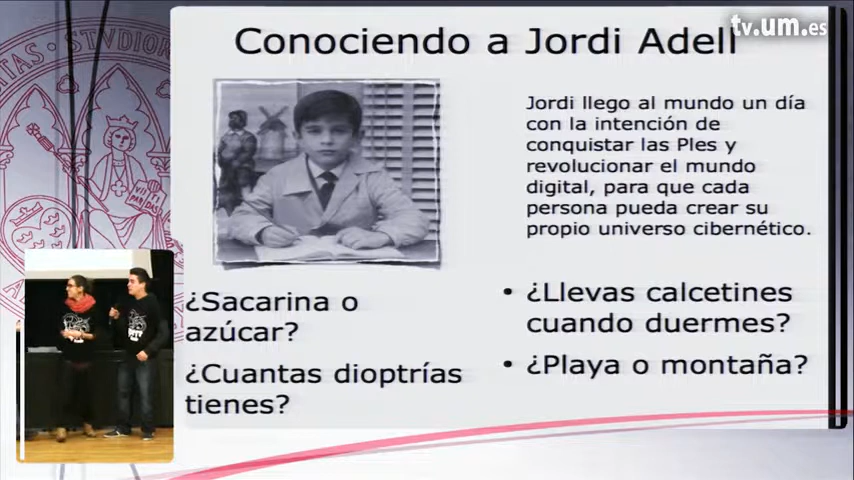 Conociendo a Jordi Adell
tv.um.es
Jordi llego al mundo un día
con la intención de
conquistar las Ples y
revolucionar el mundo
digital, para que cada
persona pueda crear su
propio universo cibernético.
¿Sacarina o
azúcar?
¿Cuantas dioptrías
tienes?
• ¿Llevas calcetines
cuando duermes?
• ¿Playa o montaña?